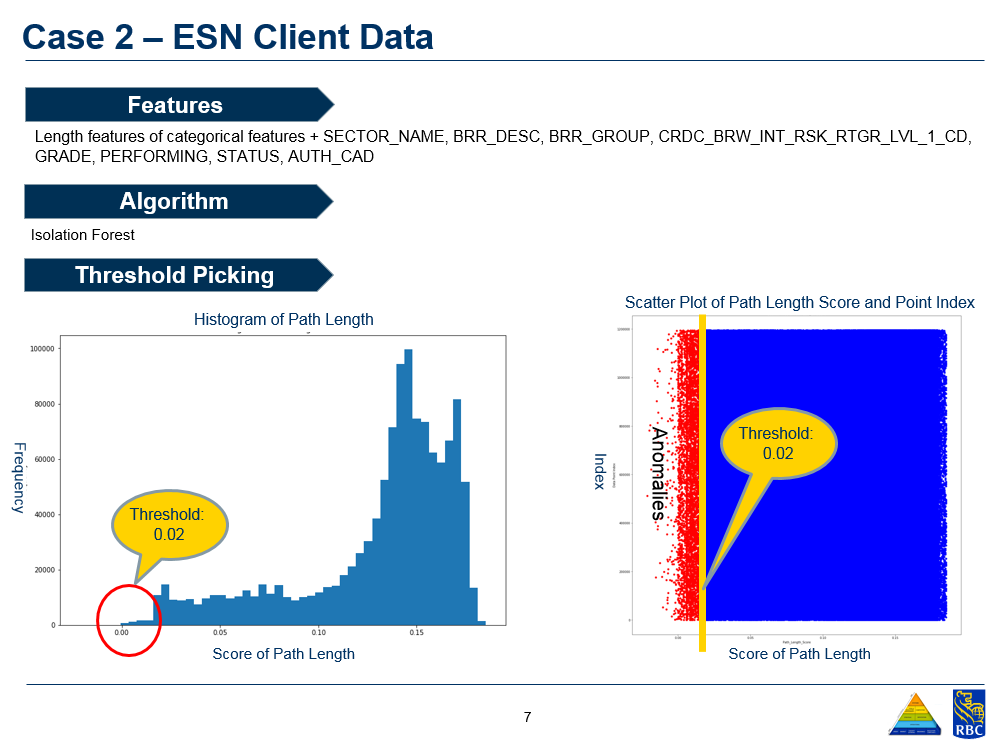 Case 2 – ESN Client Data
Features
Length features of categorical features + SECTOR_NAME, BRR_DESC, BRR_GROUP, CRDC_BRW_INT_RSK_RTGR_LVL_1_CD,
GRADE, PERFORMING, STATUS, AUTH_CAD
Algorithm
Isolation Forest
Threshold Picking
Histogram of Path Length
100000
80000
60000
40000
20000
0
0.00
0.05
0.10
0.15
Frequency
Score of Path Length
Threshold:
0.02
Scatter Plot of Path Length Score and Point Index
Index
Anomalies
Threshold:
0.02
Score of Path Length
7
RBC